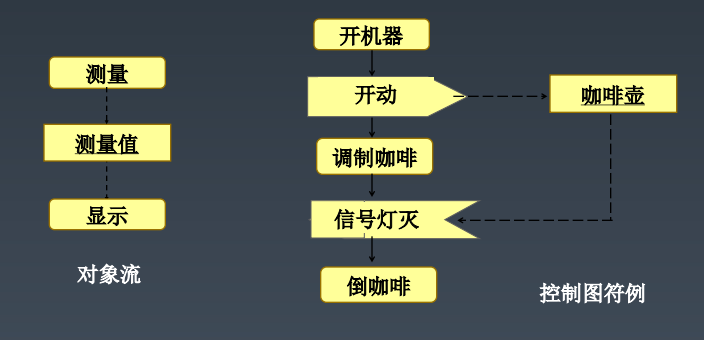 测量
测量值
显示
对象流
开机器
开动
调制咖啡
信号灯灭
倒咖啡
咖啡壶
控制图符例